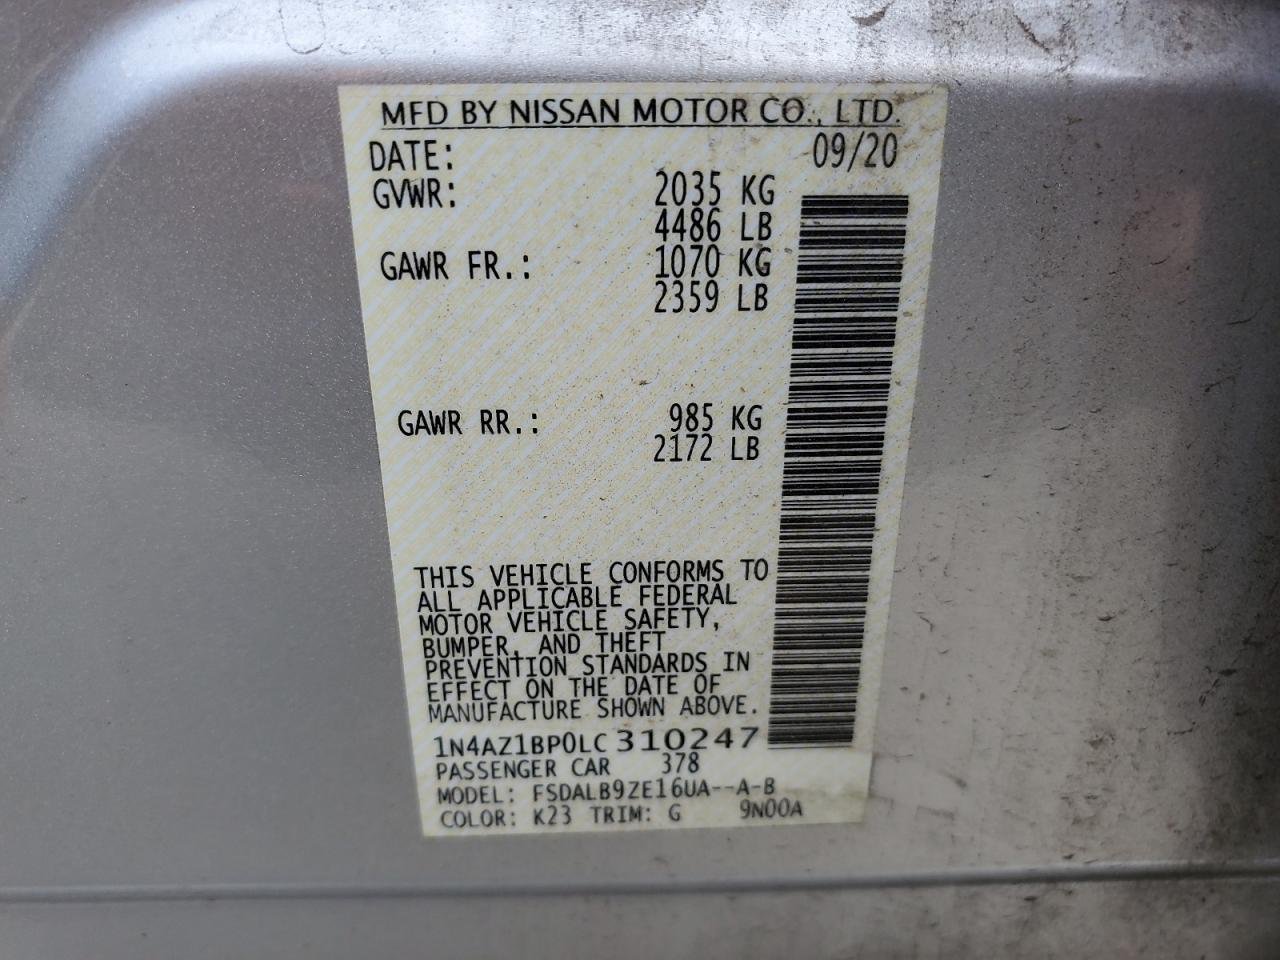 MFD BY NISSAN MOTOR CO., LTD.
DATE: 09/20
GVWR: 2035 KG
4486 LB
GAWR FR.: 1070 KG
2359 LB
GAWR RR.: 985 KG
2172 LB
THIS VEHICLE CONFORMS TO
ALL APPLICABLE FEDERAL
MOTOR VEHICLE SAFETY,
BUMPER, AND THEFT
PREVENTION STANDARDS IN
EFFECT ON THE DATE OF
MANUFACTURE SHOWN ABOVE.
1N4AZ1BP0LC 310247
PASSENGER CAR 378
MODEL: FSDALB9ZE16UA--A-B
COLOR: K23 TRIM: G 9N00A